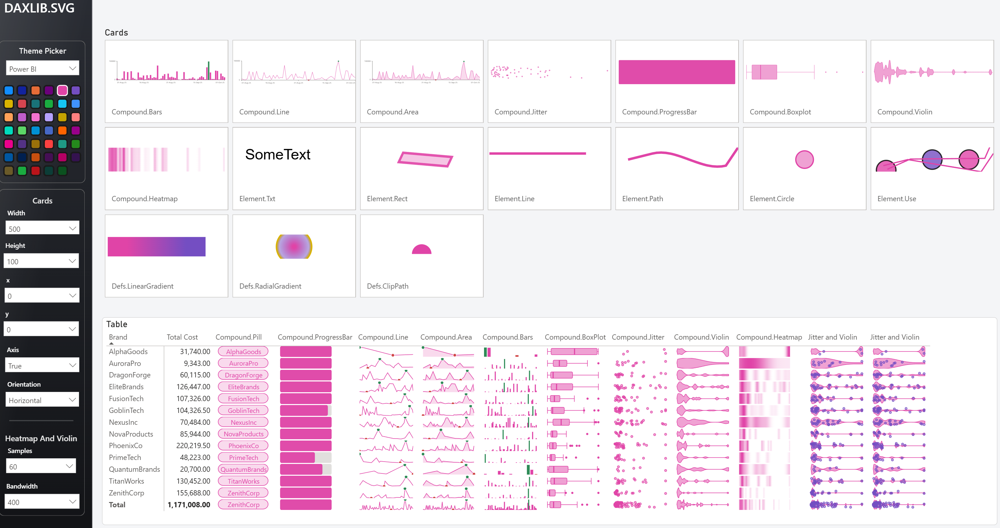 DAXLIB.SVG
Theme Picker
Power BI
Cards
Width
500
Height
100
x
0
y
0
Axis
True
Orientation
Horizontal
Heatmap And Violin
Samples
60
Bandwidth
400
Cards
100000
0
01-Aug-25 16-Aug-25 31-Aug-25 15-Sep-25 01-Oct-25
Compound.Bars
100000
0
01-Aug-25 16-Aug-25 31-Aug-25 15-Sep-25 01-Oct-25
Compound.Line
100000
0
01-Aug-25 16-Aug-25 31-Aug-25 15-Sep-25 01-Oct-25
Compound.Area
Compound.Jitter
Compound.ProgressBar
Compound.Boxplot
Compound.Violin
Compound.Heatmap
SomeText
Element.Txt
Element.Rect
Element.Line
Element.Path
Element.Circle
Element.Use
Defs.LinearGradient
Defs.RadialGradient
Defs.ClipPath
Table
Brand Total Cost Compound.Pill Compound.ProgressBar Compound.Line Compound.Area Compound.Bars Compound.BoxPlot Compound.Jitter Compound.Violin Compound.Heatmap Jitter and Violin Jitter and Violin
AlphaGoods 31,740.00 AlphaGoods
AuroraPro 9,343.00 AuroraPro
DragonForge 60,115.00 DragonForge
EliteBrands 126,447.00 EliteBrands
FusionTech 107,326.00 FusionTech
GoblinTech 104,326.50 GoblinTech
NexusInc 70,484.00 NexusInc
NovaProducts 85,944.00 NovaProducts
PhoenixCo 220,219.50 PhoenixCo
PrimeTech 48,223.00 PrimeTech
QuantumBrands 20,700.00 QuantumBrands
TitanWorks 130,452.00 TitanWorks
ZenithCorp 155,688.00 ZenithCorp
Total 1,171,008.00 ZenithCorp